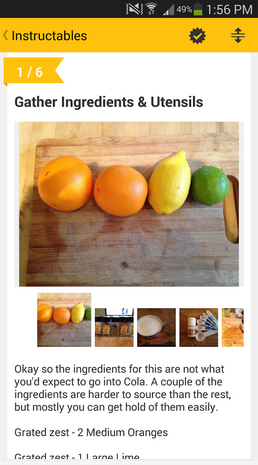 49% 1:56 PM
Instructables
1 / 6
Gather Ingredients & Utensils
Okay so the ingredients for this are not what
you'd expect to go into Cola. A couple of the
ingredients are harder to source than the rest,
but mostly you can get hold of them easily.
Grated zest - 2 Medium Oranges
Grated zest - 1 Large Lime